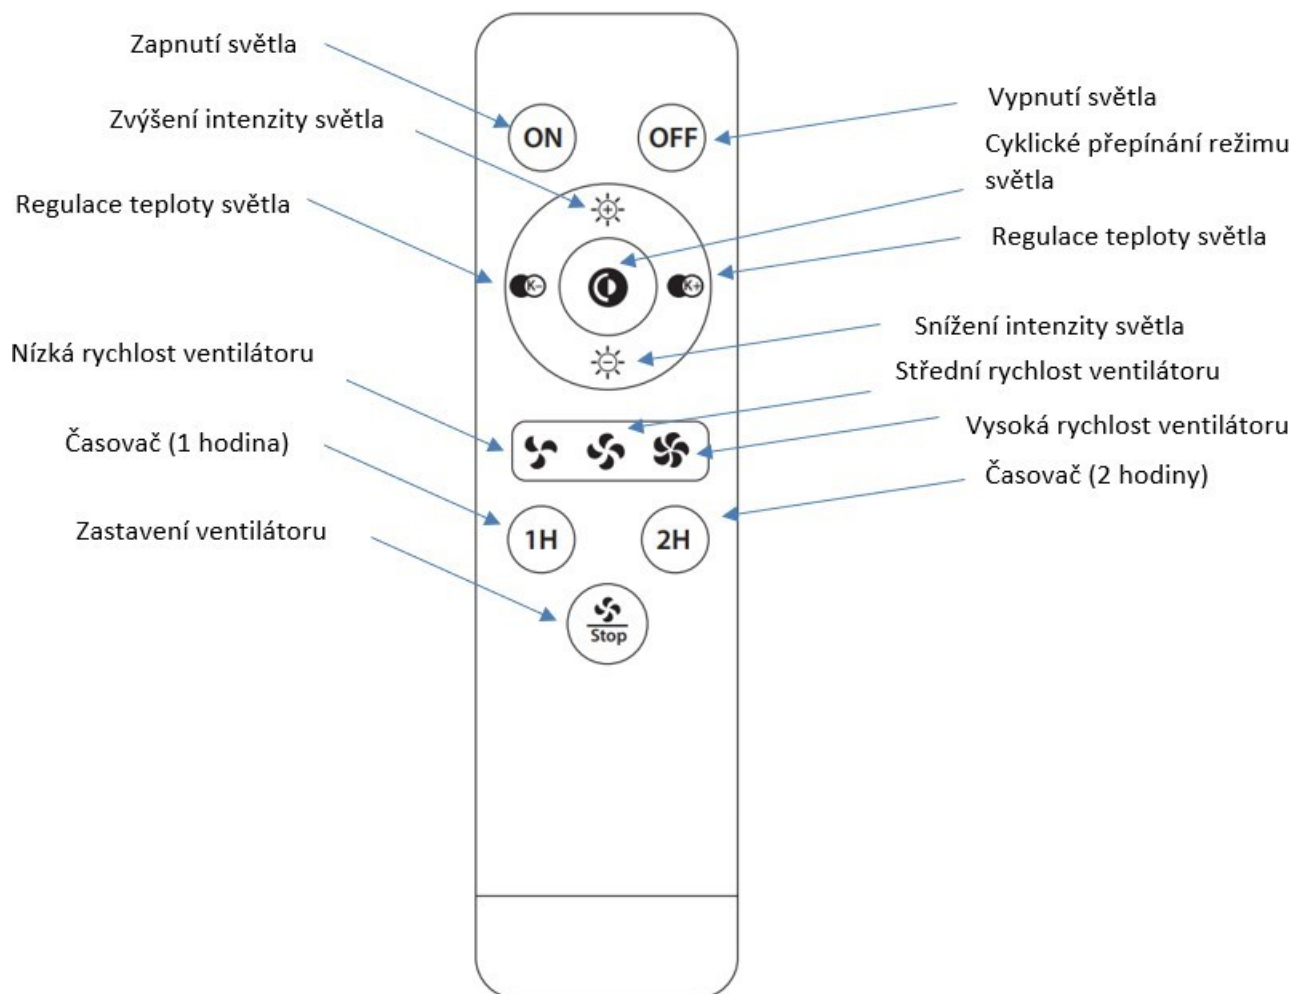 Zapnutí světla
Vypnutí světla
Zvýšení intenzity světla
Cyklické přepínání režimu
světla
Regulace teploty světla
Regulace teploty světla
Snížení intenzity světla
Nízká rychlost ventilátoru
Střední rychlost ventilátoru
Vysoká rychlost ventilátoru
Časovač (1 hodina)
Časovač (2 hodiny)
Zastavení ventilátoru
ON
OFF
K-
K+
1H
2H
Stop